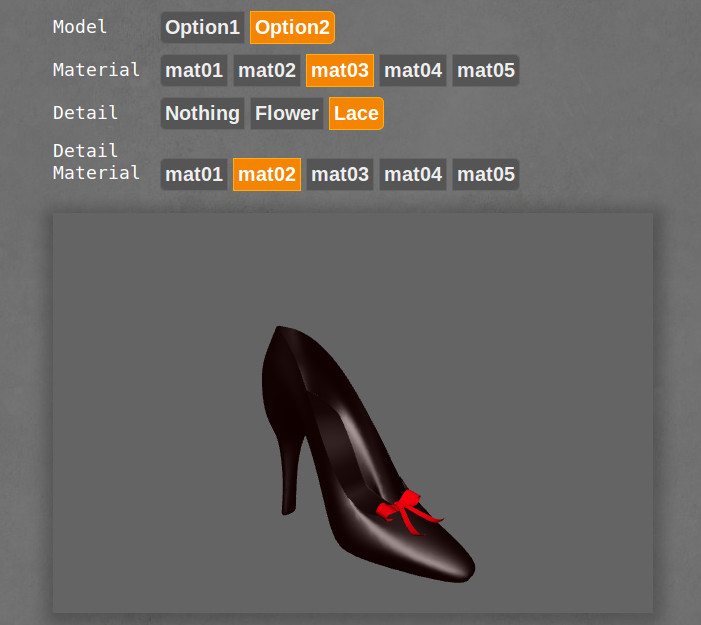 Model Option1 Option2
Material mat01 mat02 mat03 mat04 mat05
Detail Nothing Flower Lace
Detail
Material mat01 mat02 mat03 mat04 mat05